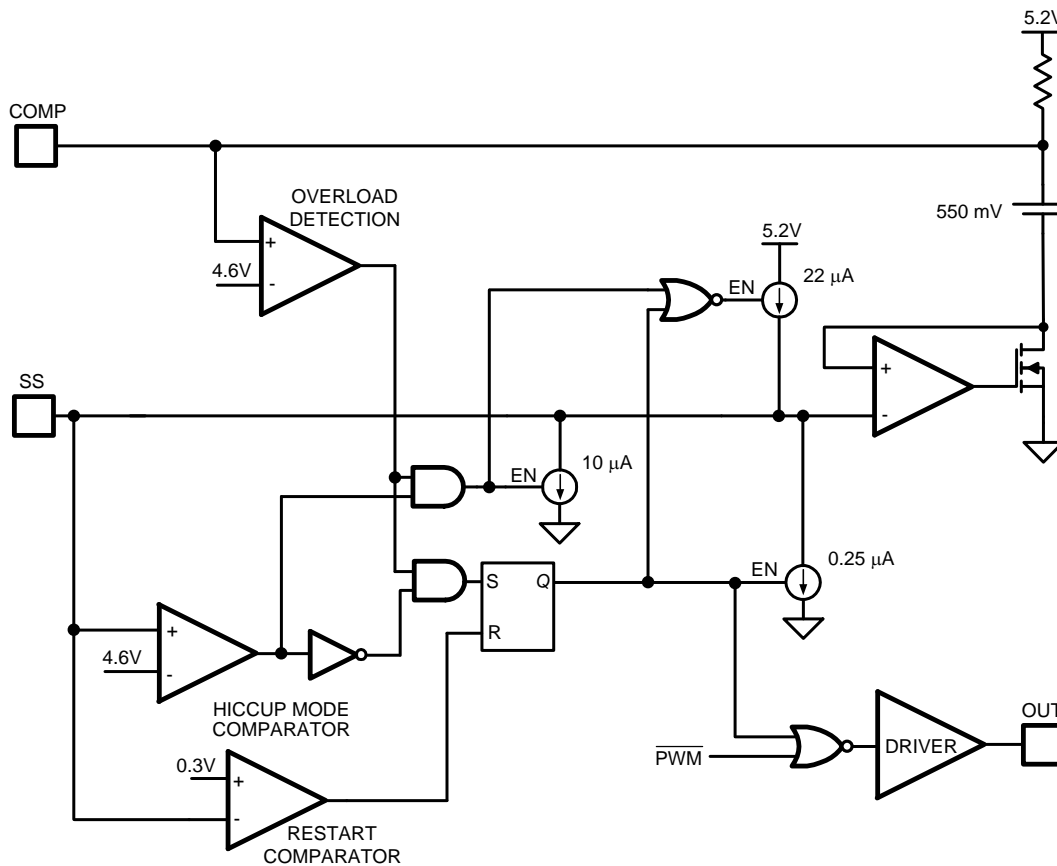 5.2V
COMP
OVERLOAD
DETECTION
550 mV
5.2V
+
4.6V
-
EN
22 μA
SS
+
-
10 μA
EN
0.25 μA
EN
S
Q
R
+
4.6V
-
HICCUP MODE
COMPARATOR
OUT
DRIVER
PWM
0.3V
+
-
RESTART
COMPARATOR